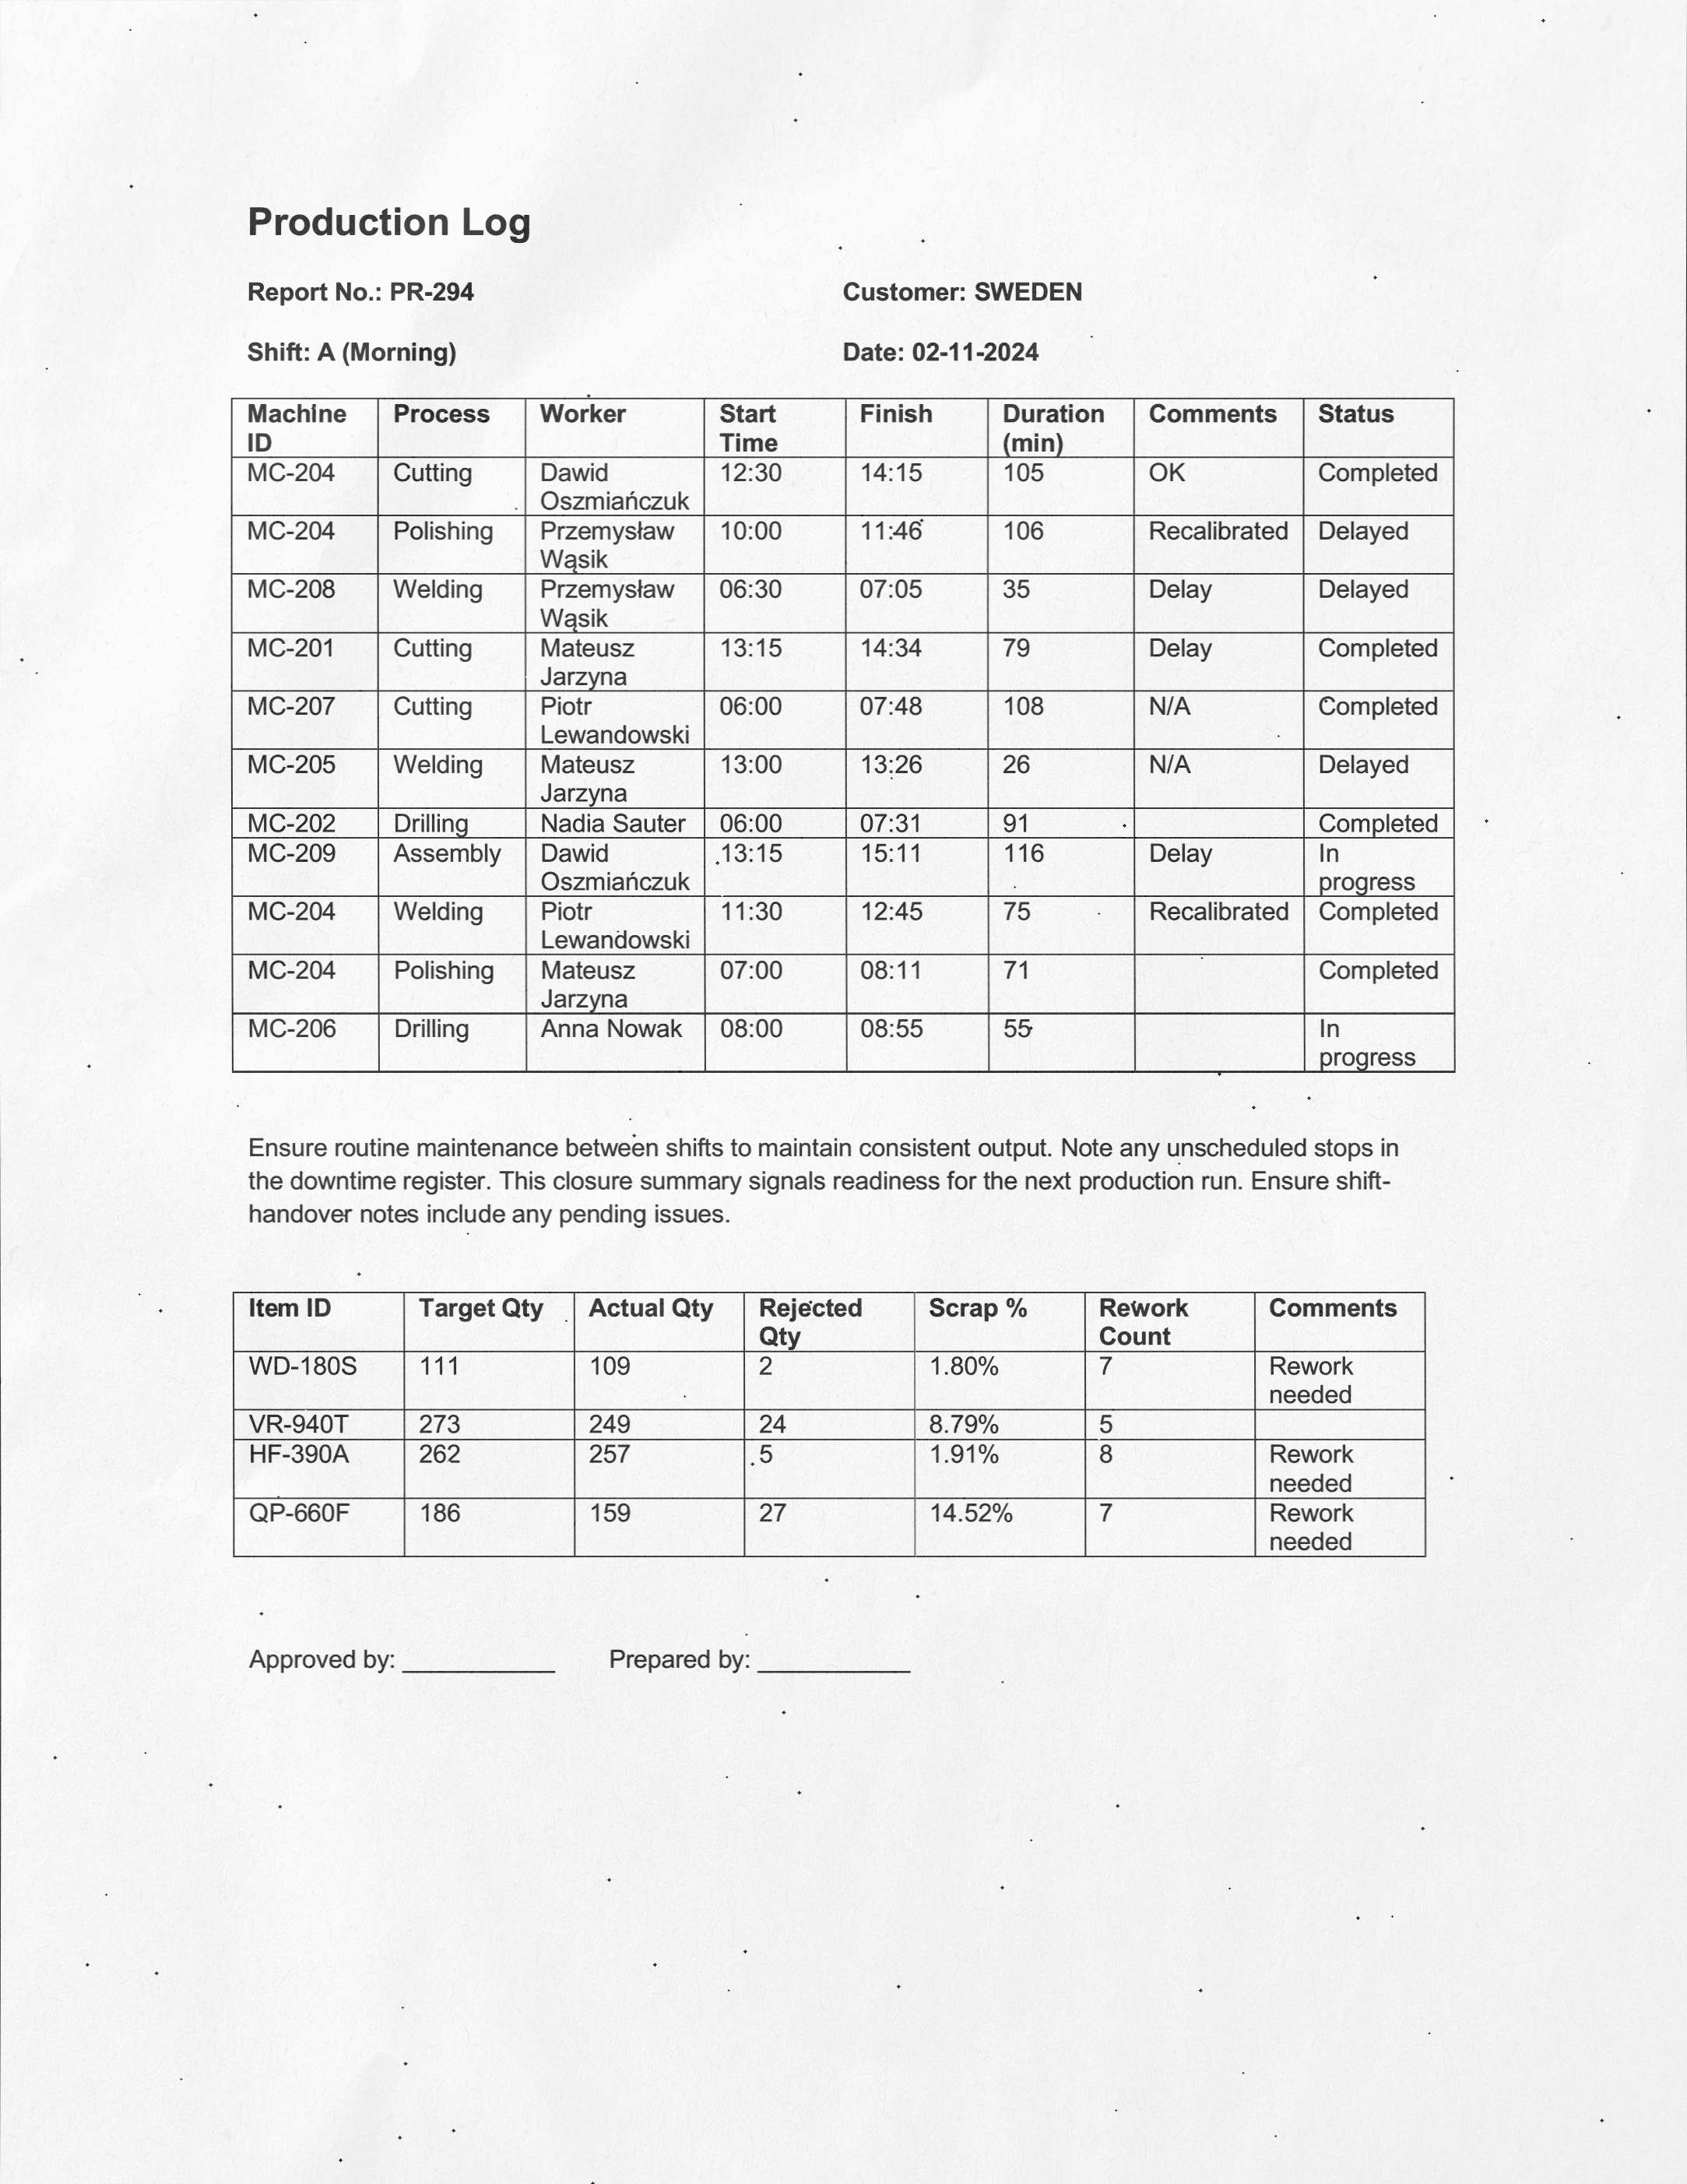 Production Log
Report No.: PR-294 Customer: SWEDEN
Shift: A (Morning) Date: 02-11-2024
Machine ID Process Worker Start Time Finish Duration (min) Comments Status
MC-204 Cutting Dawid Oszmiańczuk 12:30 14:15 105 OK Completed
MC-204 Polishing Przemysław Wąsik 10:00 11:46 106 Recalibrated Delayed
MC-208 Welding Przemysław Wąsik 06:30 07:05 35 Delay Delayed
MC-201 Cutting Mateusz Jarzyna 13:15 14:34 79 Delay Completed
MC-207 Cutting Piotr Lewandowski 06:00 07:48 108 N/A Completed
MC-205 Welding Mateusz Jarzyna 13:00 13:26 26 N/A Delayed
MC-202 Drilling Nadia Sauter 06:00 07:31 91 Completed
MC-209 Assembly Dawid Oszmiańczuk 13:15 15:11 116 Delay In progress
MC-204 Welding Piotr Lewandowski 11:30 12:45 75 Recalibrated Completed
MC-204 Polishing Mateusz Jarzyna 07:00 08:11 71 Completed
MC-206 Drilling Anna Nowak 08:00 08:55 55 In progress
Ensure routine maintenance between shifts to maintain consistent output. Note any unscheduled stops in
the downtime register. This closure summary signals readiness for the next production run. Ensure shift-
handover notes include any pending issues.
Item ID Target Qty Actual Qty Rejected Qty Scrap % Rework Count Comments
WD-180S 111 109 2 1.80% 7 Rework needed
VR-940T 273 249 24 8.79% 5
HF-390A 262 257 5 1.91% 8 Rework needed
QP-660F 186 159 27 14.52% 7 Rework needed
Approved by: ___________ Prepared by: ___________